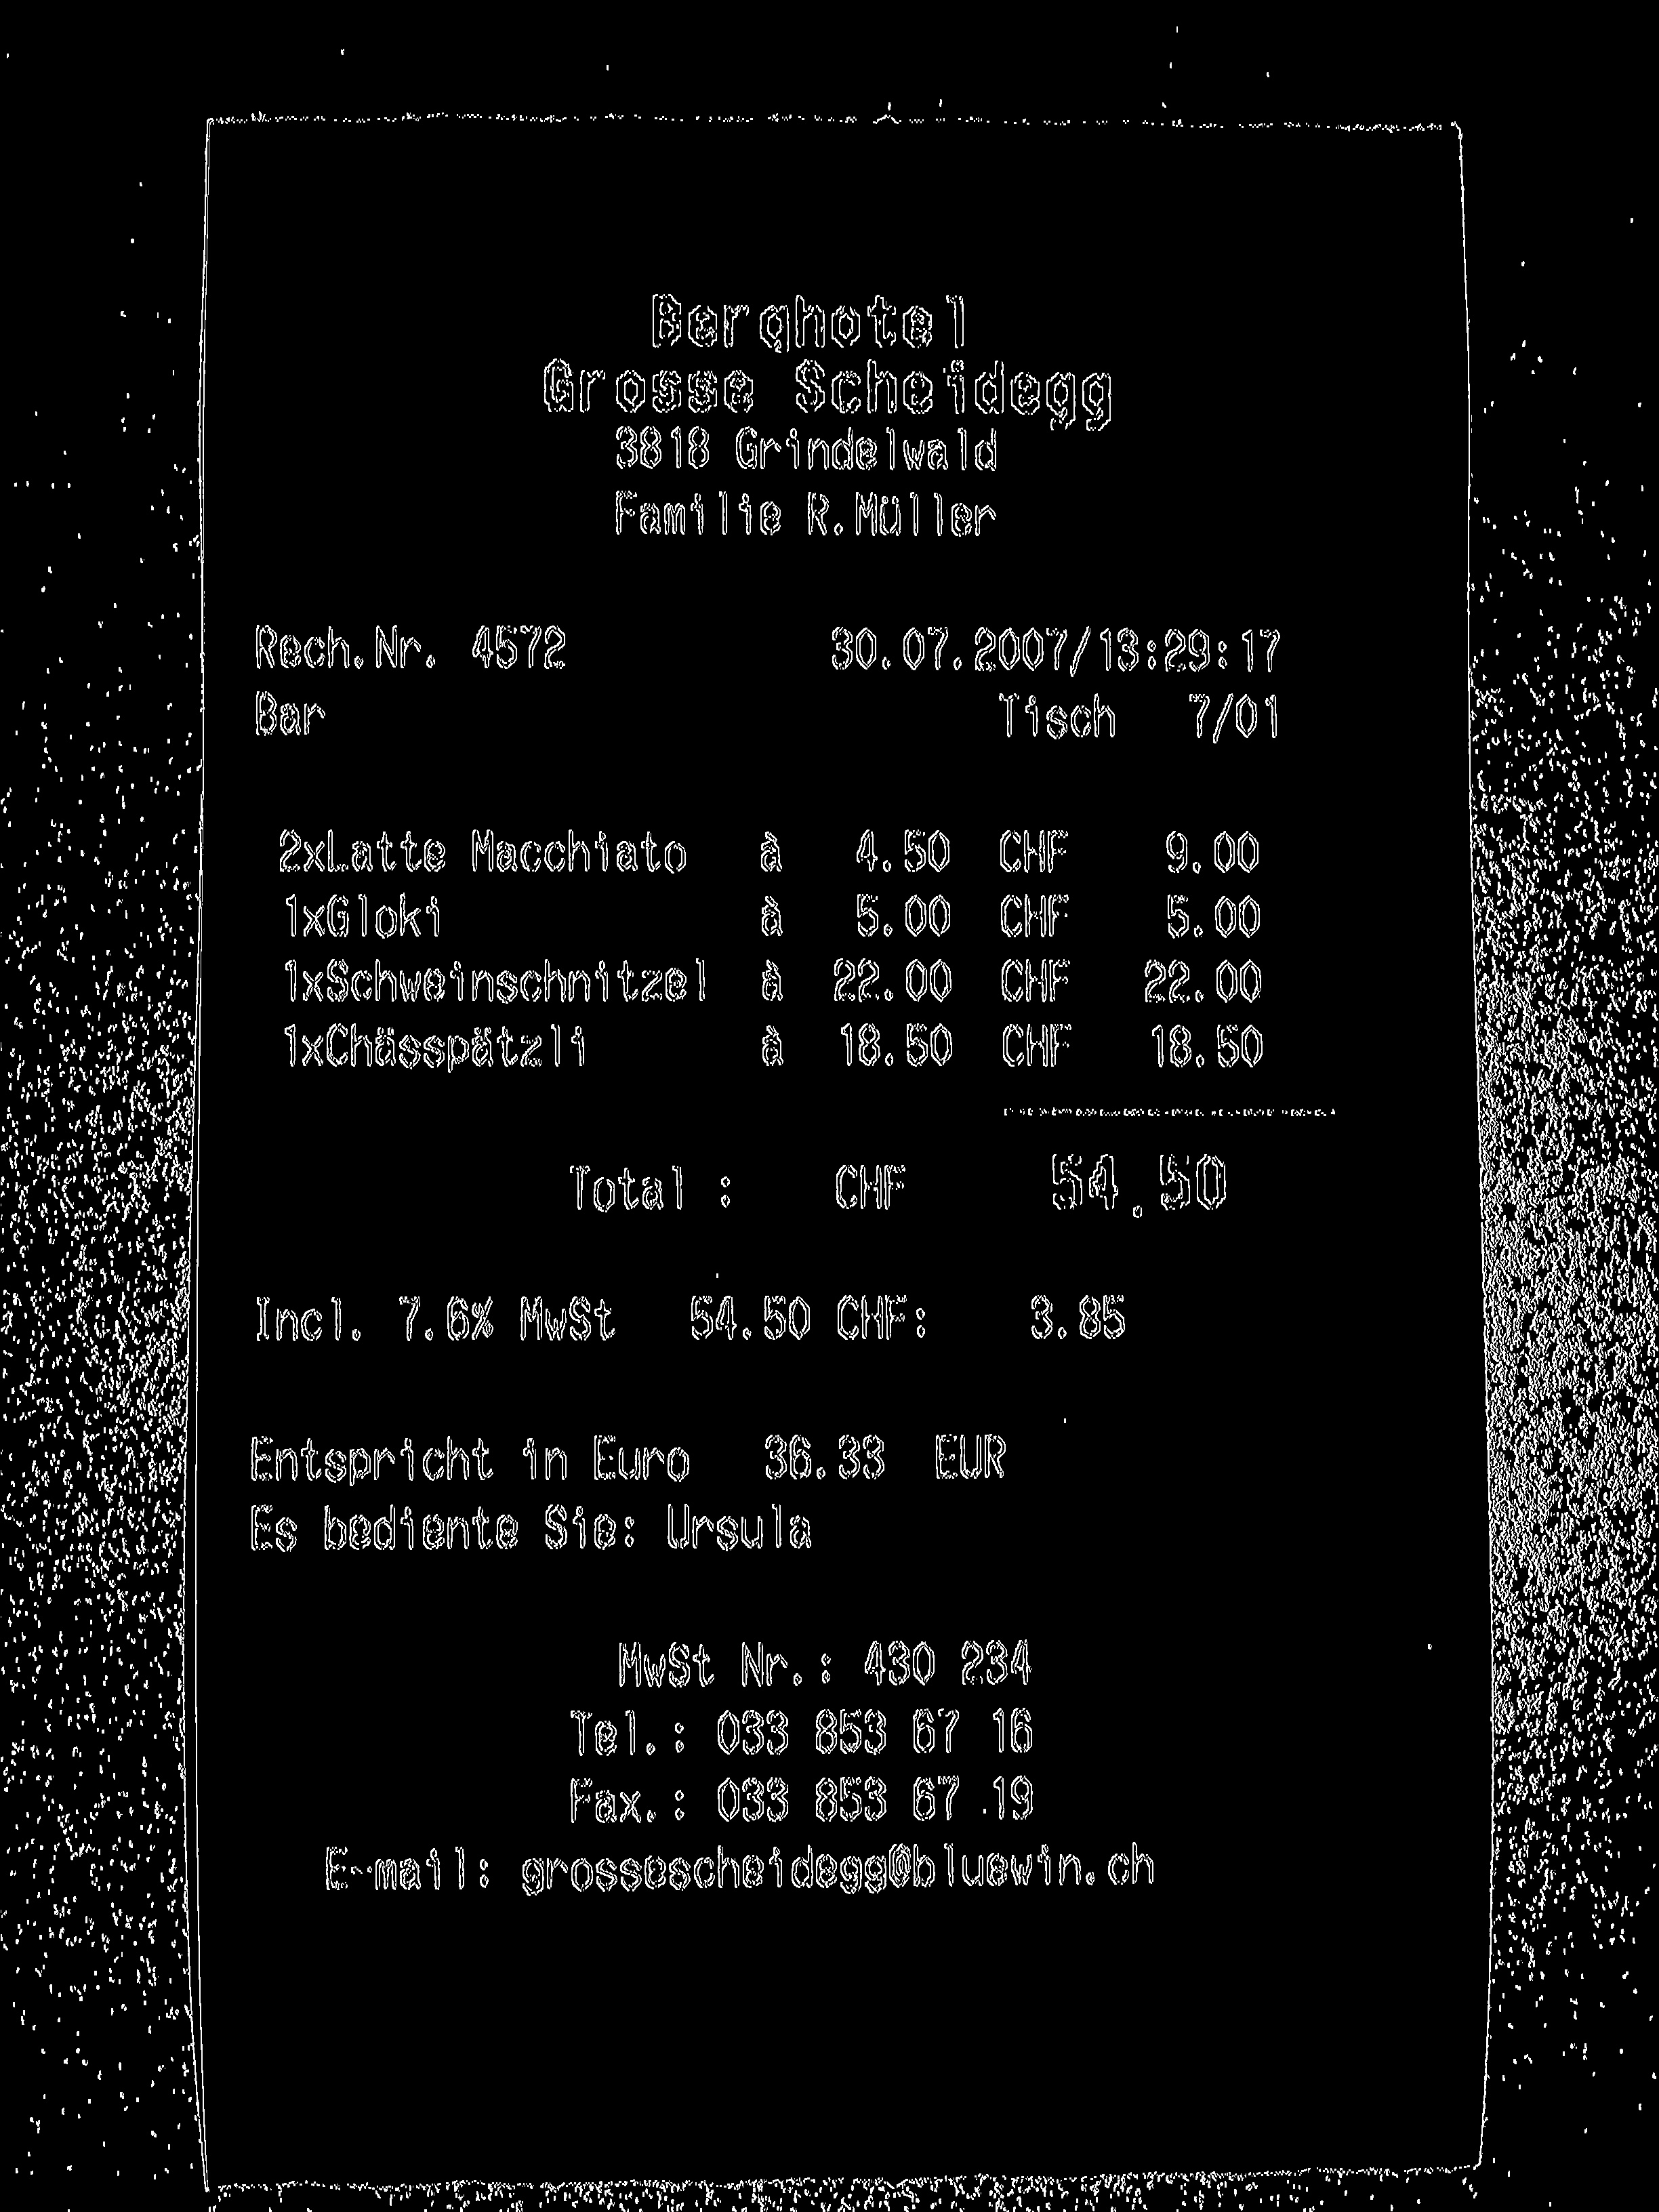 Berghotel
Grosse Scheidegg
3818 Grindelwald
Familie R.Müller
Rech.Nr. 4572 30.07.2007/13:29:17
Bar Tisch 7/01
2xLatte Macchiato à 4.50 CHF 9.00
1xGloki à 5.00 CHF 5.00
1xSchweinschnitzel à 22.00 CHF 22.00
1xChässpätzli à 18.50 CHF 18.50
Total : CHF 54.50
Incl. 7.6% MwSt 54.50 CHF: 3.85
Entspricht in Euro 36.33 EUR
Es bediente Sie: Ursula
MwSt Nr.: 430 234
Tel.: 033 853 67 16
Fax.: 033 853 67 19
E-mail: grossescheidegg@bluewin.ch